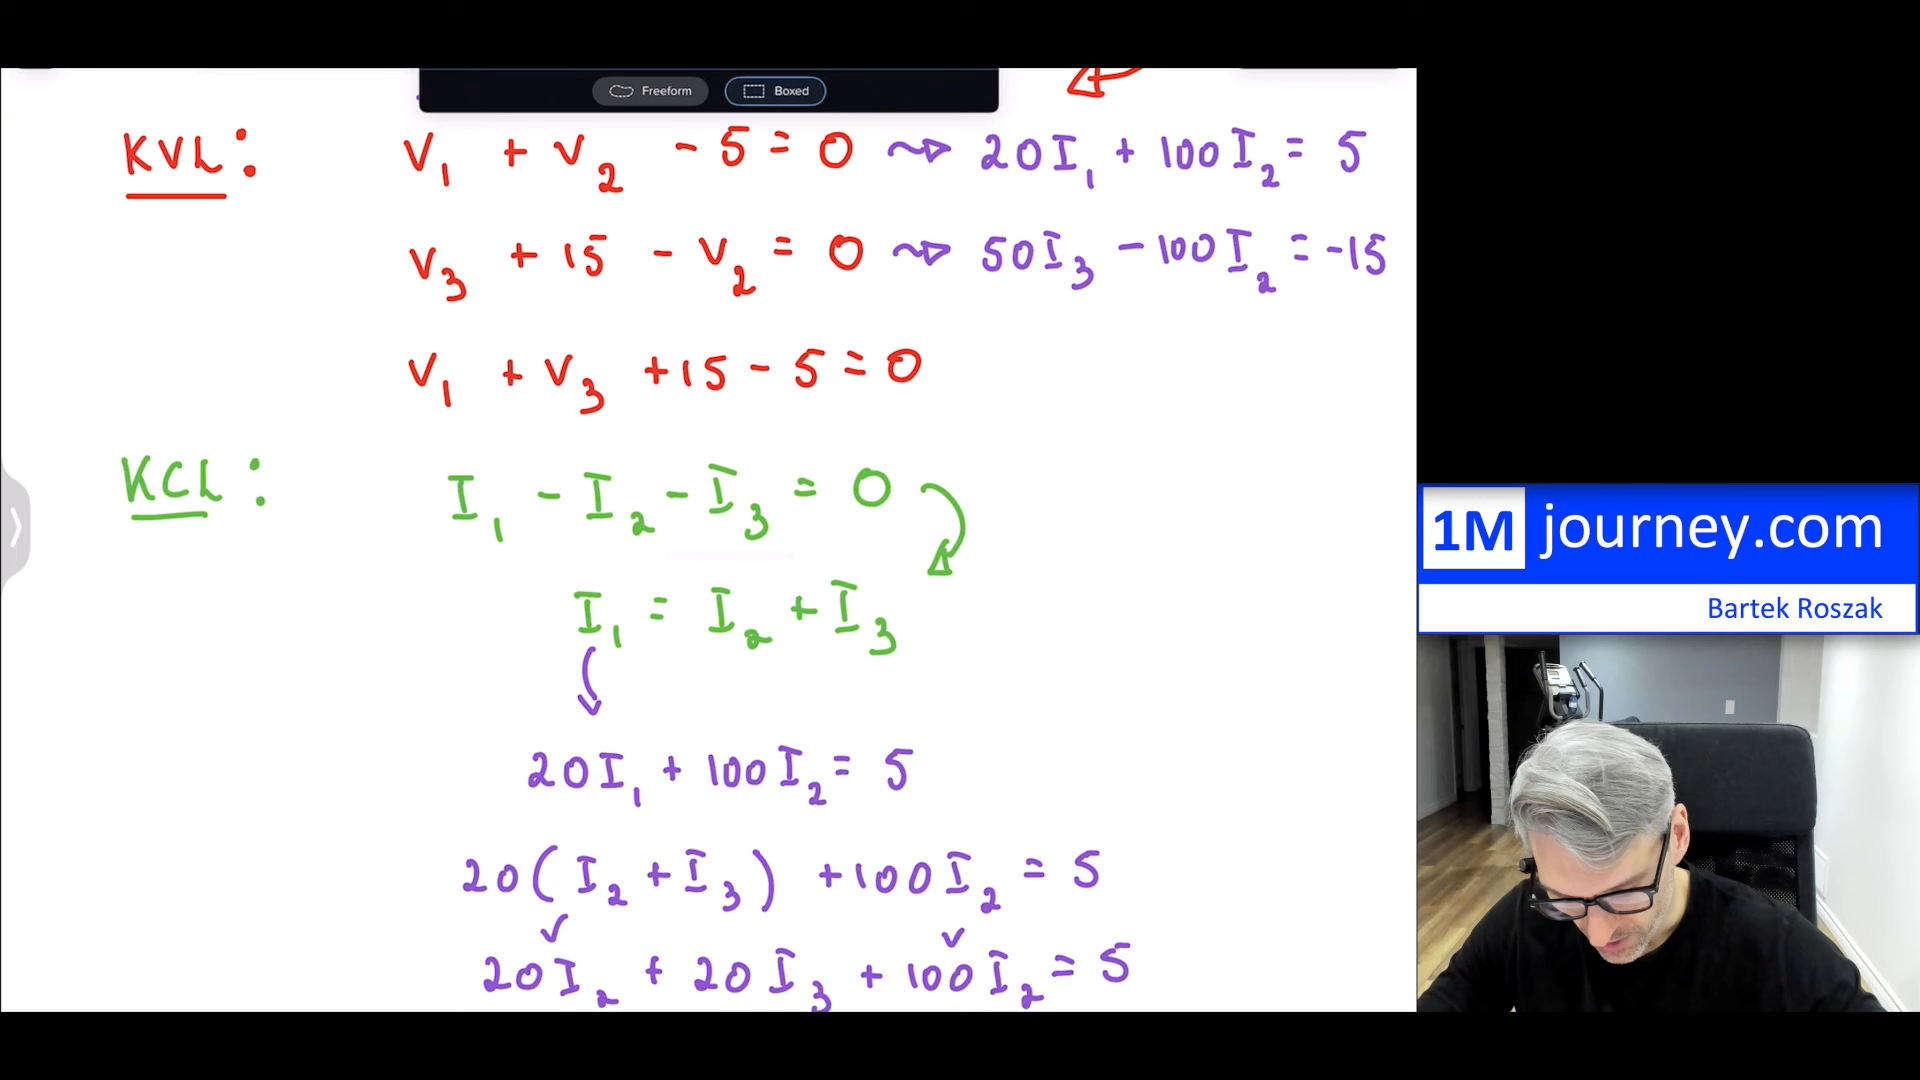 Freeform Boxed
KVL: V₁ + V₂ - 5 = 0 ⇝ 20I₁ + 100I₂ = 5
V₃ + 15 - V₂ = 0 ⇝ 50I₃ - 100I₂ = -15
V₁ + V₃ + 15 - 5 = 0
KCL: I₁ - I₂ - I₃ = 0
I₁ = I₂ + I₃
20I₁ + 100I₂ = 5
20(I₂ + I₃) + 100I₂ = 5
20I₂ + 20I₃ + 100I₂ = 5
1M journey.com
Bartek Roszak